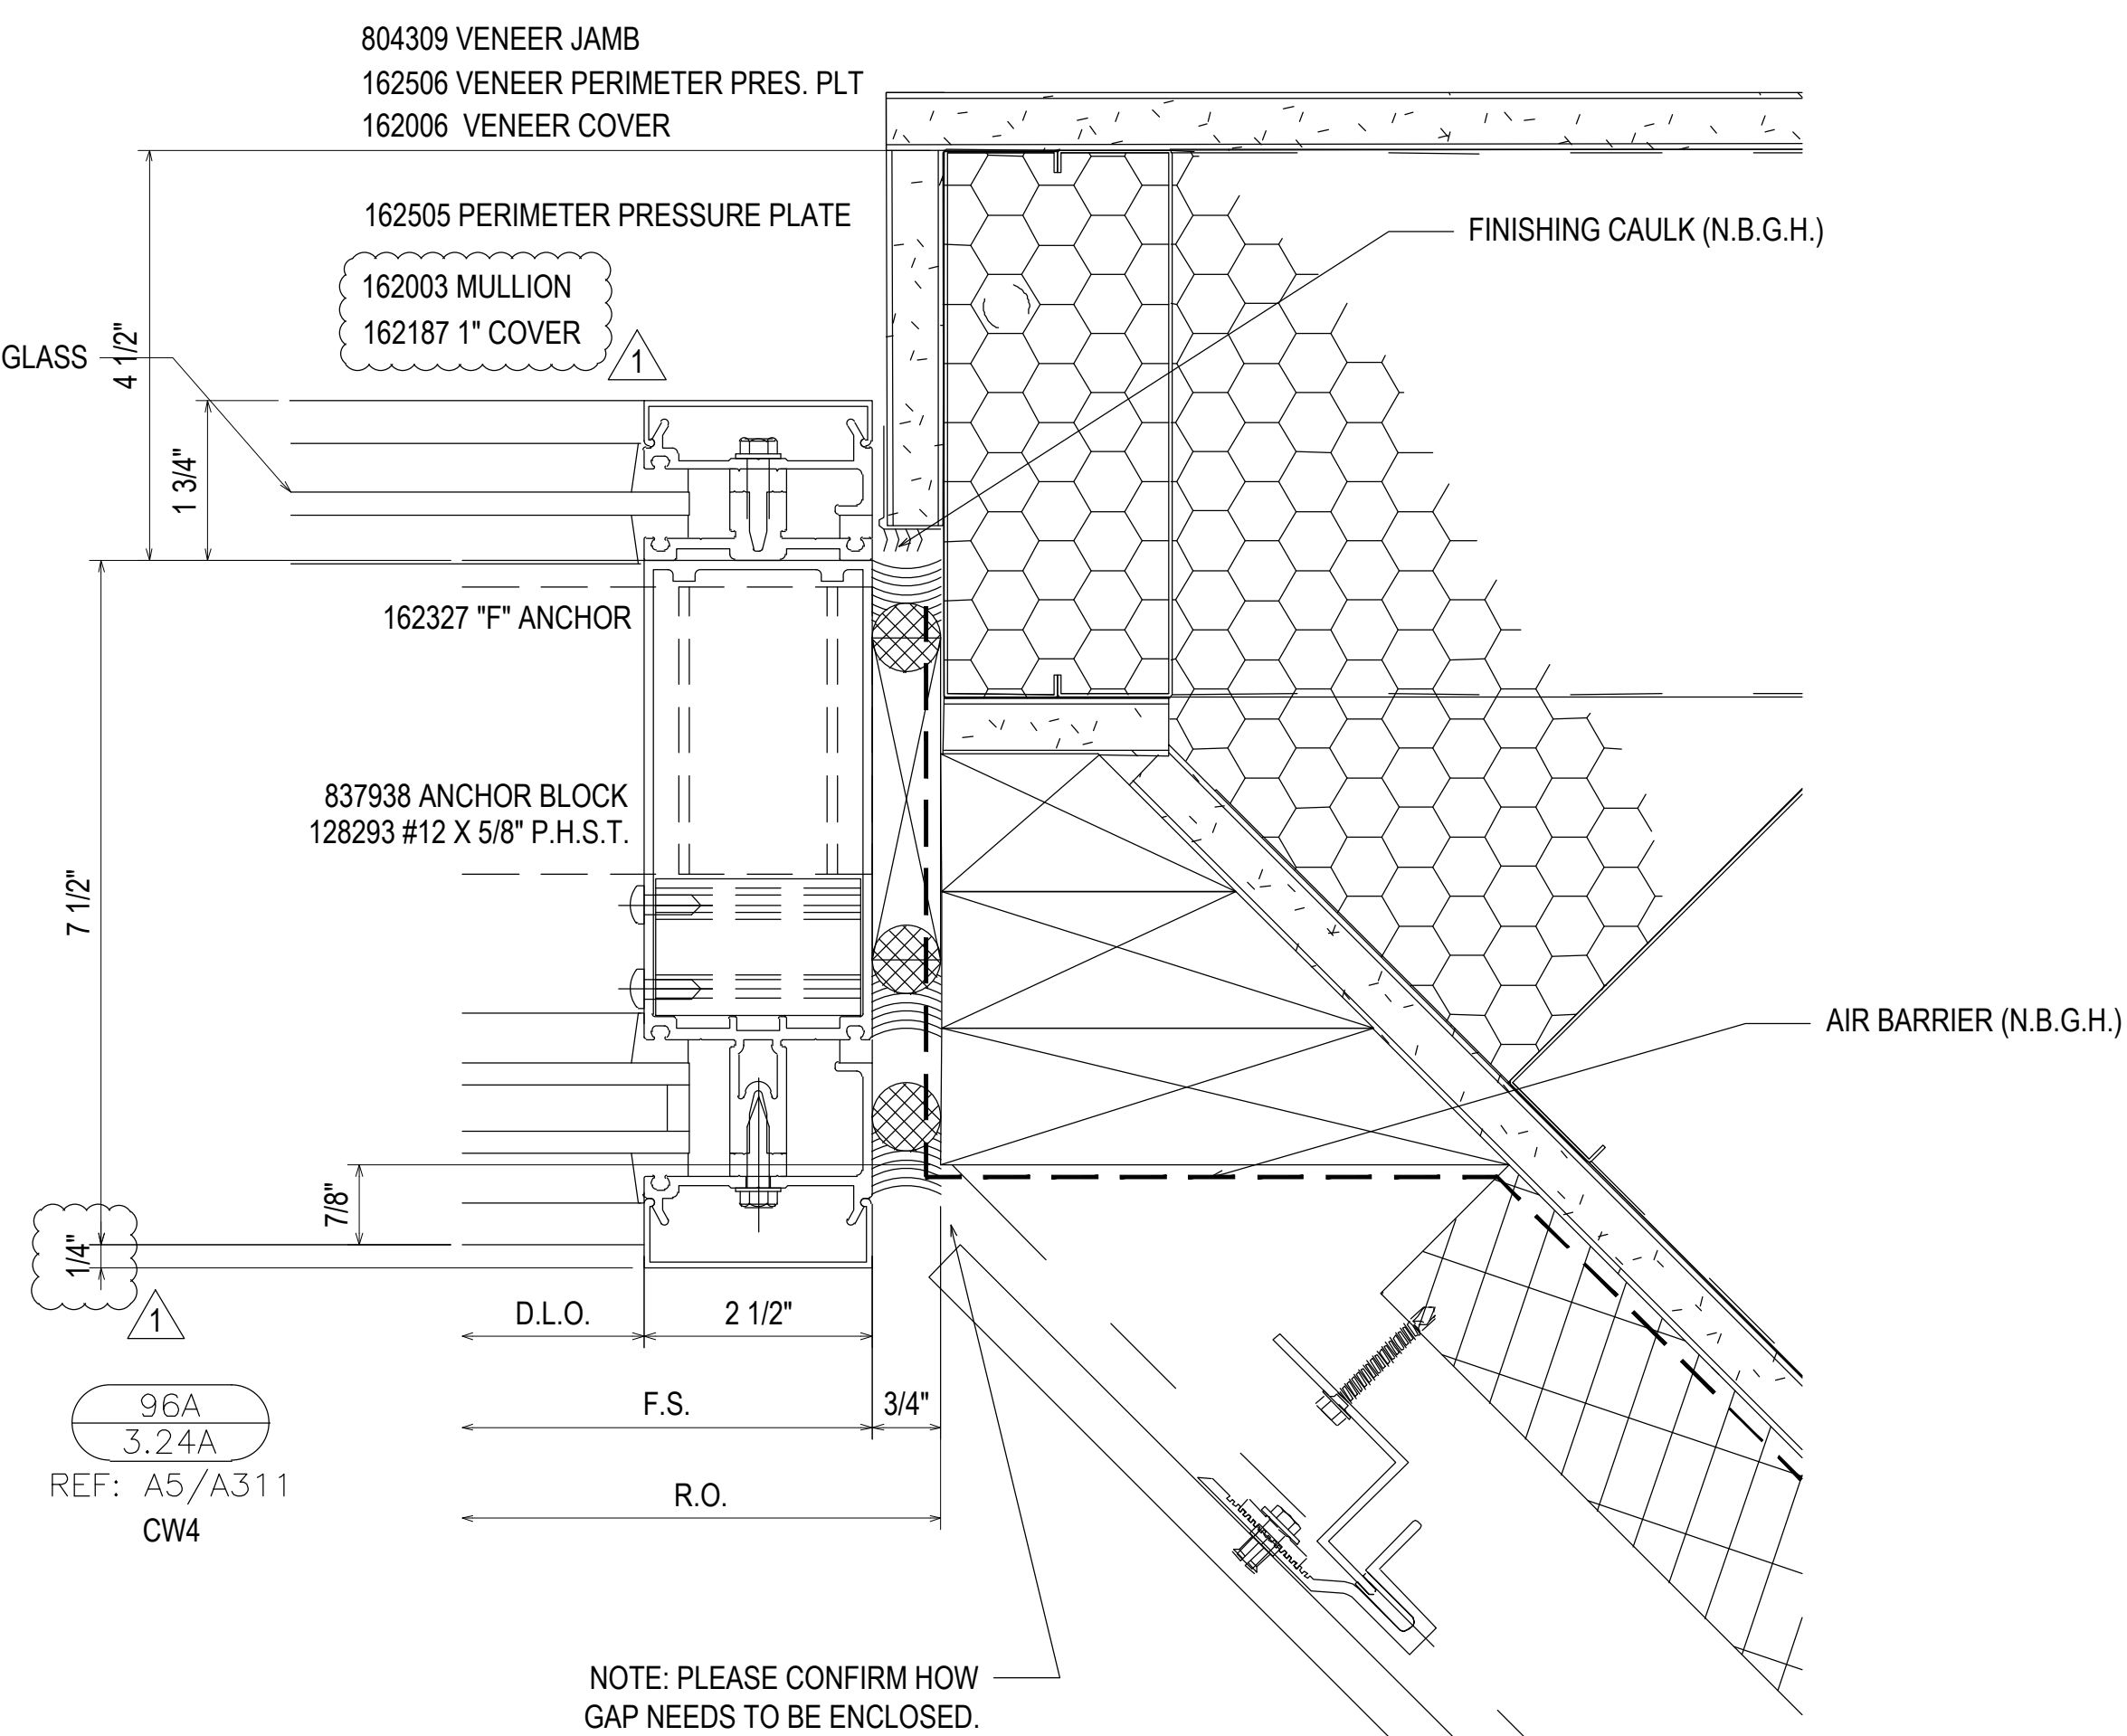 804309 VENEER JAMB
162506 VENEER PERIMETER PRES. PLT
162006 VENEER COVER
162505 PERIMETER PRESSURE PLATE
FINISHING CAULK (N.B.G.H.)
162003 MULLION
162187 1" COVER
1
GLASS
4 1/2"
1 3/4"
162327 "F" ANCHOR
837938 ANCHOR BLOCK
128293 #12 X 5/8" P.H.S.T.
7 1/2"
AIR BARRIER (N.B.G.H.)
7/8"
1/4"
1
D.L.O.
2 1/2"
F.S.
3/4"
96A
3.24A
REF: A5/A311
CW4
R.O.
NOTE: PLEASE CONFIRM HOW
GAP NEEDS TO BE ENCLOSED.